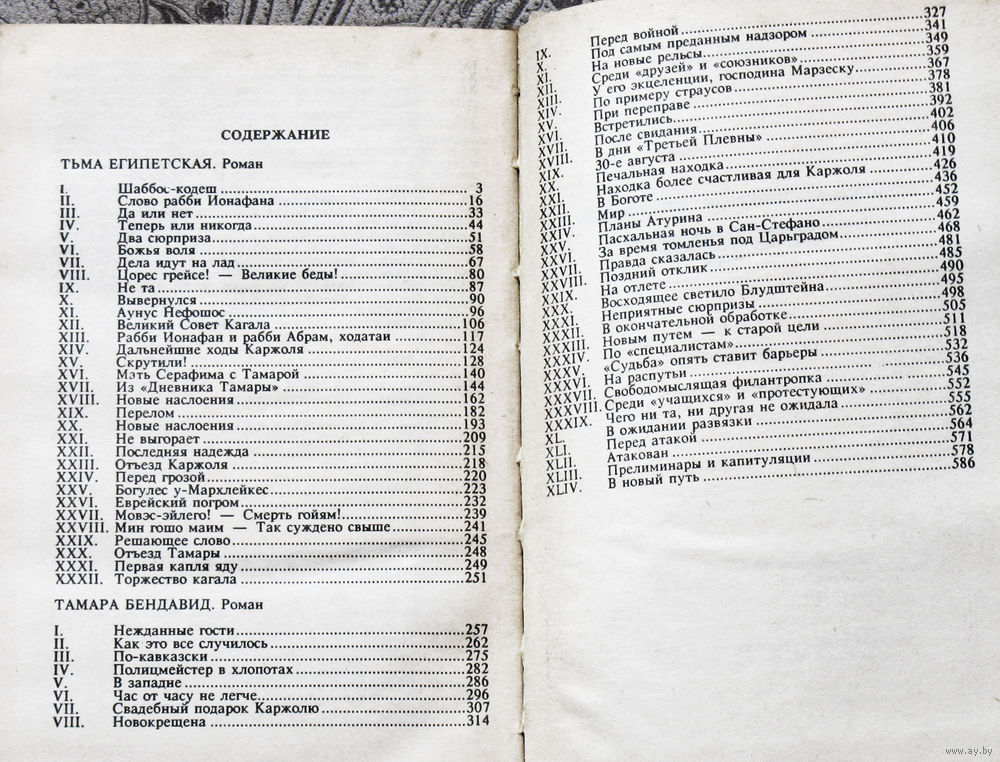 СОДЕРЖАНИЕ
ТЬМА ЕГИПЕТСКАЯ. Роман
I. Шаббос-кодеш 3
II. Слово рабби Ионафана 16
III. Да или нет 33
IV. Теперь или никогда 44
V. Два сюрприза 51
VI. Божья воля 58
VII. Дела идут на лад 67
VIII. Цорес грейсе! — Великие беды! 80
IX. Не та 87
X. Вывернулся 90
XI. Аунус Нефошос 96
XII. Великий Совет Кагала 106
XIII. Рабби Ионафан и рабби Абрам, ходатаи 117
XIV. Дальнейшие ходы Каржоля 124
XV. Скрутили! 128
XVI. Мать Серафима с Тамарой 140
XVII. Из «Дневника Тамары» 144
XVIII. Новые наслоения 162
XIX. Перелом 182
XX. Новые наслоения 193
XXI. Не выгорает 209
XXII. Последняя надежда 215
XXIII. Отъезд Каржоля 218
XXIV. Перед грозой 220
XXV. Богулес у-Мархлейкес 223
XXVI. Еврейский погром 232
XXVII. Мовэс-эйлего! — Смерть гойям! 239
XXVIII. Мин гошо маим — Так суждено свыше 241
XXIX. Решающее слово 245
XXX. Отъезд Тамары 248
XXXI. Первая капля яду 249
XXXII. Торжество кагала 251
ТАМАРА БЕНДАВИД. Роман
I. Нежданные гости 257
II. Как это все случилось 262
III. По-кавказски 275
IV. Полицмейстер в хлопотах 282
V. В западне 286
VI. Час от часу не легче 296
VII. Свадебный подарок Каржолю 307
VIII. Новокрещена 314
IX. Перед войной 327
X. Под самым преданным надзором 341
XI. На новые рельсы 349
XII. Среди «друзей» и «союзников» 359
XIII. У его экцеленции, господина Марзеску 367
XIV. По примеру страусов 378
XV. При переправе 381
XVI. Встретились 392
XVII. После свидания 402
XVIII. В дни «Третьей Плевны» 406
XIX. 30-е августа 410
XX. Печальная находка 419
XXI. Находка более счастливая для Каржоля 426
XXII. В Боготе 436
XXIII. Мир 452
XXIV. Планы Атурина 459
XXV. Пасхальная ночь в Сан-Стефано 462
XXVI. За время томленья под Царьградом 468
XXVII. Правда сказалась 481
XXVIII. Поздний отклик 485
XXIX. На отлете 490
XXX. Восходящее светило Блудштейна 495
XXXI. Неприятные сюрпризы 498
XXXII. В окончательной обработке 505
XXXIII. Новым путем — к старой цели 511
XXXIV. По «специалистам» 518
«Судьба» опять ставит барьеры 532
XXXVI. На распутьи 536
XXXVII. Свободомыслящая филантропка 545
XXXVIII. Среди «учащихся» и «протестующих» 552
XXXIX. Чего ни та, ни другая не ожидала 555
XL. В ожидании развязки 562
XLI. Перед атакой 564
XLII. Атакован 571
XLIII. Прелиминары и капитуляции 578
XLIV. В новый путь 586
www.ay.by